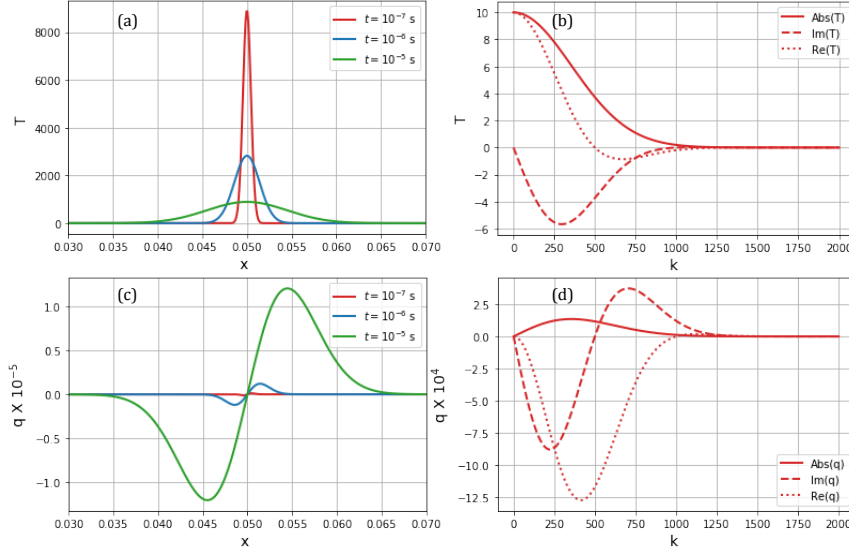 (a)
t = 10⁻⁷ s
t = 10⁻⁶ s
t = 10⁻⁵ s
8000
6000
4000
2000
0
T
0.030 0.035 0.040 0.045 0.050 0.055 0.060 0.065 0.070
x
(b)
Abs(T)
Im(T)
Re(T)
10
8
6
4
2
0
−2
−4
−6
T
0 250 500 750 1000 1250 1500 1750 2000
k
(c)
t = 10⁻⁷ s
t = 10⁻⁶ s
t = 10⁻⁵ s
1.0
0.5
0.0
−0.5
−1.0
q X 10⁻⁵
0.030 0.035 0.040 0.045 0.050 0.055 0.060 0.065 0.070
x
(d)
2.5
0.0
−2.5
−5.0
−7.5
−10.0
−12.5
q X 10⁴
Abs(q)
Im(q)
Re(q)
0 250 500 750 1000 1250 1500 1750 2000
k